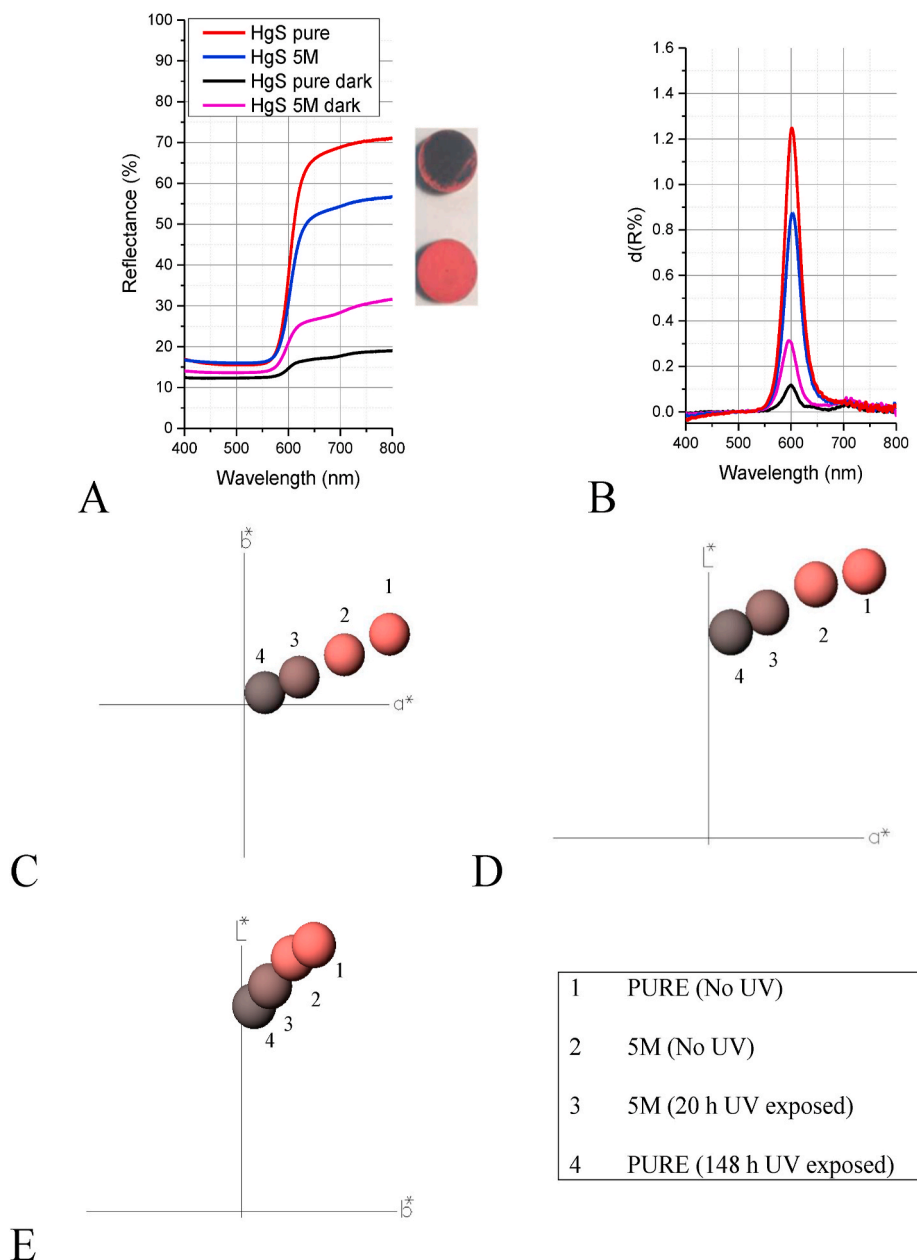 HgS pure
HgS 5M
HgS pure dark
HgS 5M dark
100
90
80
70
60
50
40
30
20
10
0
Reflectance (%)
400 500 600 700 800
Wavelength (nm)
A
1.6
1.4
1.2
1.0
0.8
0.6
0.4
0.2
0.0
d(R%)
400 500 600 700 800
Wavelength (nm)
B
b*
1
2
3
4
a*
C
L*
1
2
3
4
a*
D
L*
1
2
3
4
b*
E
1 PURE (No UV)
2 5M (No UV)
3 5M (20 h UV exposed)
4 PURE (148 h UV exposed)